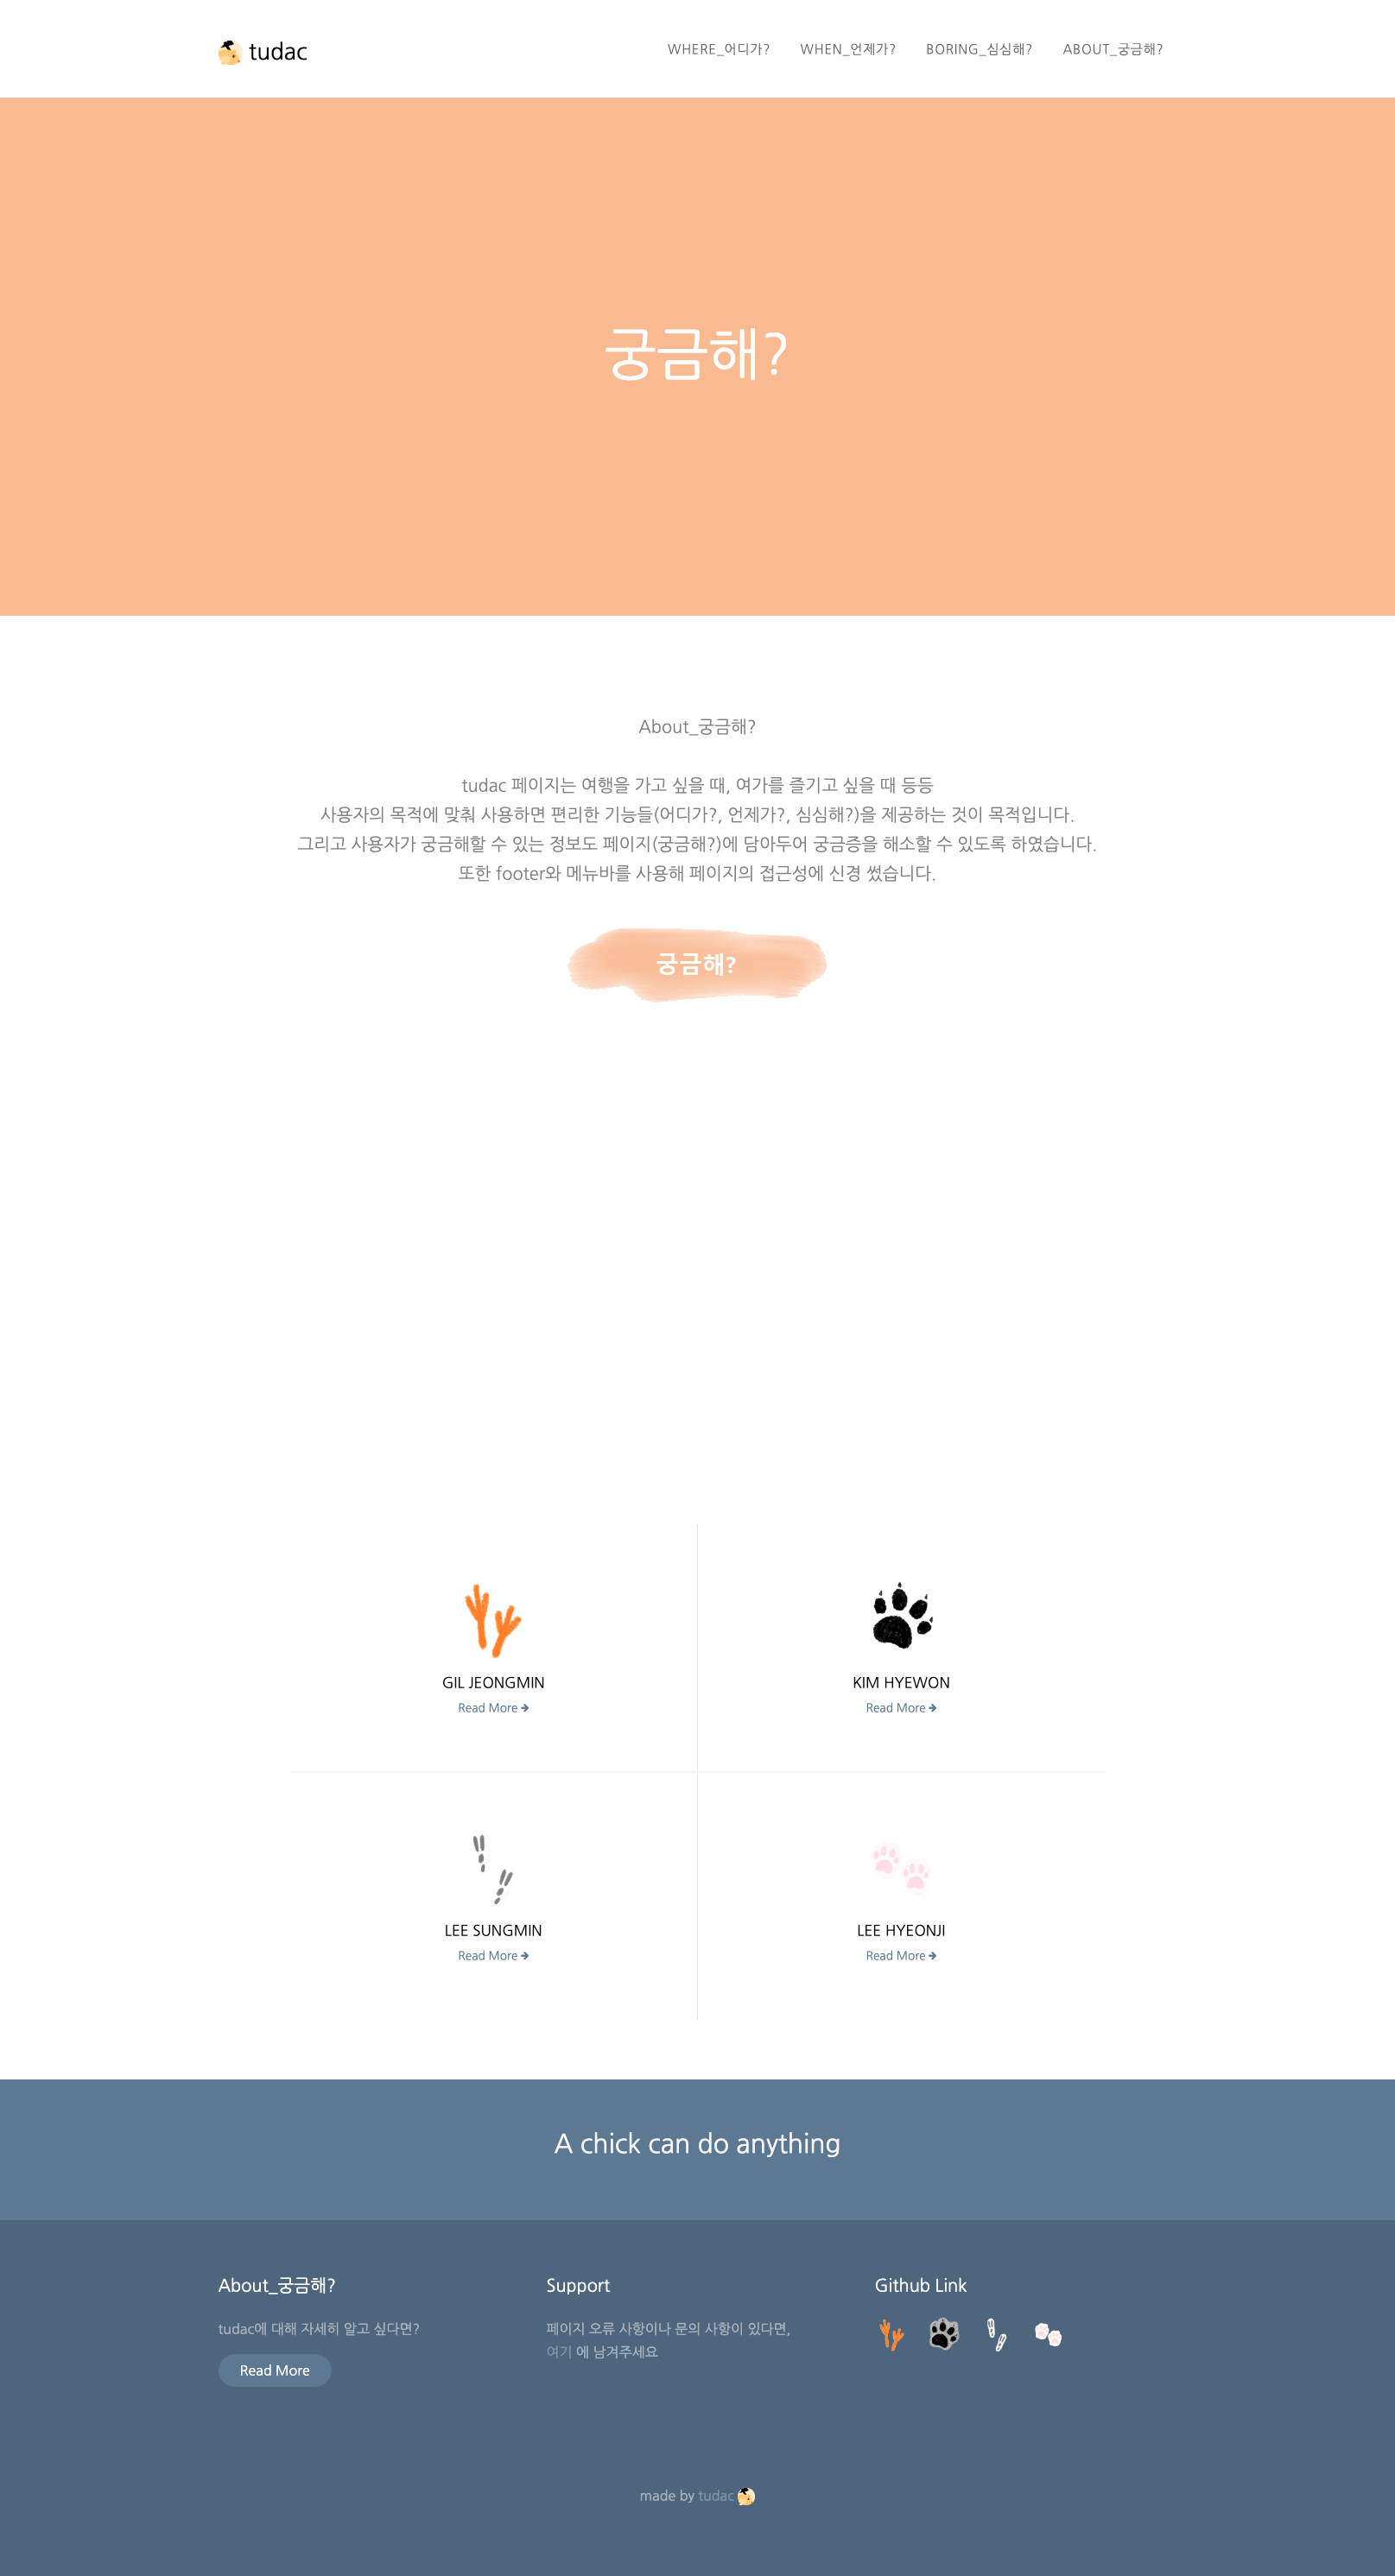 tudac
WHERE_어디가?
WHEN_언제가?
BORING_심심해?
ABOUT_궁금해?
궁금해?
About_궁금해?
tudac 페이지는 여행을 가고 싶을 때, 여가를 즐기고 싶을 때 등등
사용자의 목적에 맞춰 사용하면 편리한 기능들(어디가?, 언제가?, 심심해?)을 제공하는 것이 목적입니다.
그리고 사용자가 궁금해할 수 있는 정보도 페이지(궁금해?)에 담아두어 궁금증을 해소할 수 있도록 하였습니다.
또한 footer와 메뉴바를 사용해 페이지의 접근성에 신경 썼습니다.
궁금해?
GIL JEONGMIN
Read More
KIM HYEWON
Read More
LEE SUNGMIN
Read More
LEE HYEONJI
Read More
A chick can do anything
About_궁금해?
tudac에 대해 자세히 알고 싶다면?
Read More
Support
페이지 오류 사항이나 문의 사항이 있다면,
여기 에 남겨주세요
Github Link
made by tudac